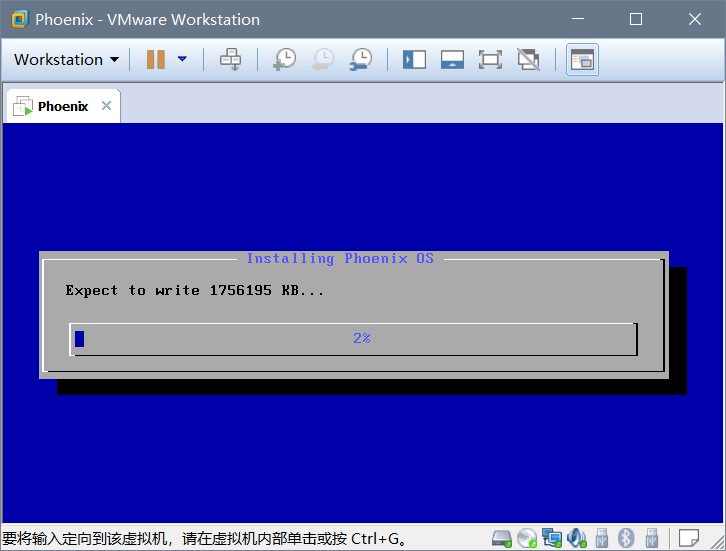 Phoenix - VMware Workstation
Workstation
Phoenix
Installing Phoenix OS
Expect to write 1756195 KB...
2%
要将输入定向到该虚拟机，请在虚拟机内部单击或按 Ctrl+G。